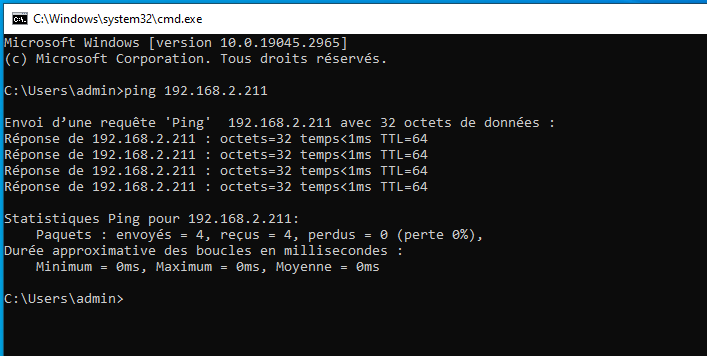 C:\Windows\system32\cmd.exe
Microsoft Windows [version 10.0.19045.2965]
(c) Microsoft Corporation. Tous droits réservés.
C:\Users\admin>ping 192.168.2.211
Envoi d’une requête 'Ping'  192.168.2.211 avec 32 octets de données :
Réponse de 192.168.2.211 : octets=32 temps<1ms TTL=64
Réponse de 192.168.2.211 : octets=32 temps<1ms TTL=64
Réponse de 192.168.2.211 : octets=32 temps<1ms TTL=64
Réponse de 192.168.2.211 : octets=32 temps<1ms TTL=64
Statistiques Ping pour 192.168.2.211:
    Paquets : envoyés = 4, reçus = 4, perdus = 0 (perte 0%),
Durée approximative des boucles en millisecondes :
    Minimum = 0ms, Maximum = 0ms, Moyenne = 0ms
C:\Users\admin>